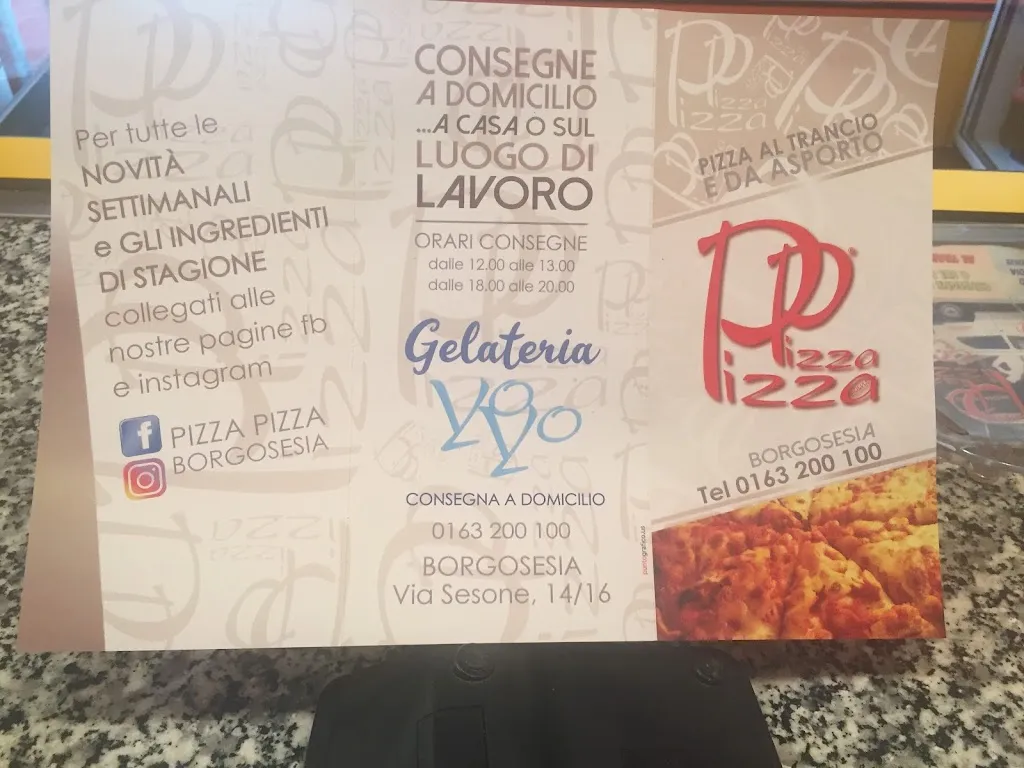 Per tutte le
NOVITÀ
SETTIMANALI
e GLI INGREDIENTI
DI STAGIONE
collegati alle
nostre pagine fb
e instagram
PIZZA PIZZA
BORGOSESIA
CONSEGNE
A DOMICILIO
...A CASA O SUL
LUOGO DI
LAVORO
ORARI CONSEGNE
dalle 12.00 alle 13.00
dalle 18.00 alle 20.00
Gelateria
YoYo
CONSEGNA A DOMICILIO
0163 200 100
BORGOSESIA
Via Sesone, 14/16
PIZZA AL TRANCIO
E DA ASPORTO
Pizza
Pizza
BORGOSESIA
Tel 0163 200 100